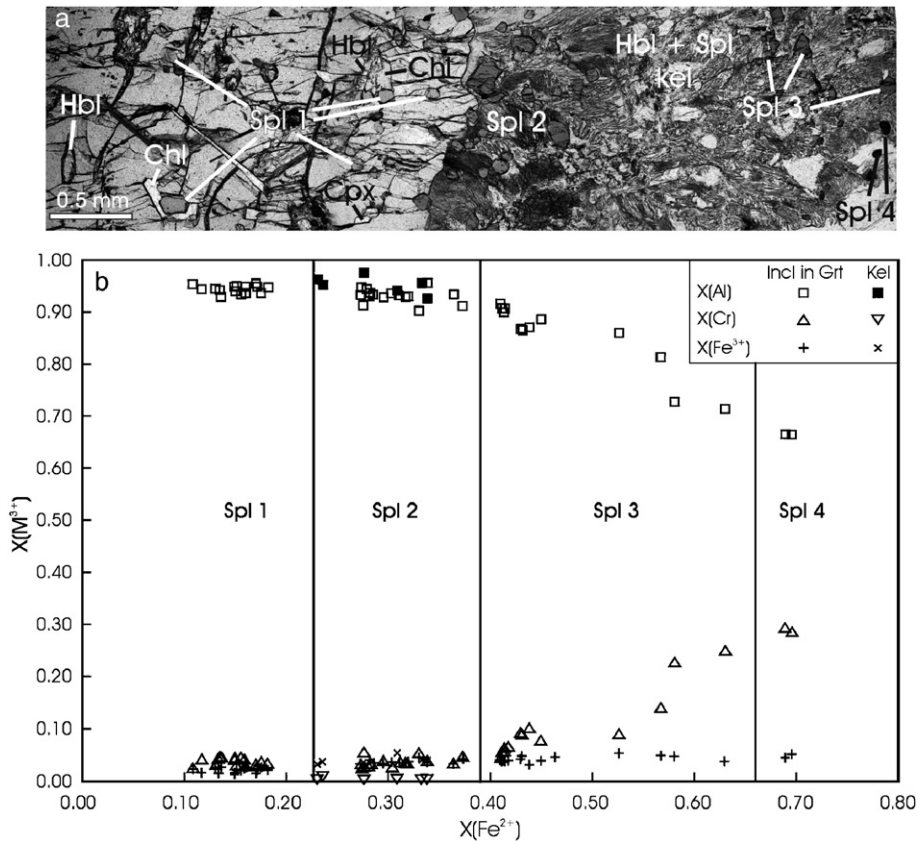 a
Hbl
Hbl + Spl
kel
Chl
Spl 3
Hbl
Spl 1
Spl 2
Chl
Cpx
0.5 mm
Spl 4
b
Incl in Grt Kel
X(Al)
X(Cr)
X(Fe³⁺)
1.00
0.90
0.80
0.70
0.60
0.50
0.40
0.30
0.20
0.10
0.00
X(M³⁺)
Spl 1 Spl 2 Spl 3 Spl 4
0.00 0.10 0.20 0.30 0.40 0.50 0.60 0.70 0.80
X(Fe²⁺)